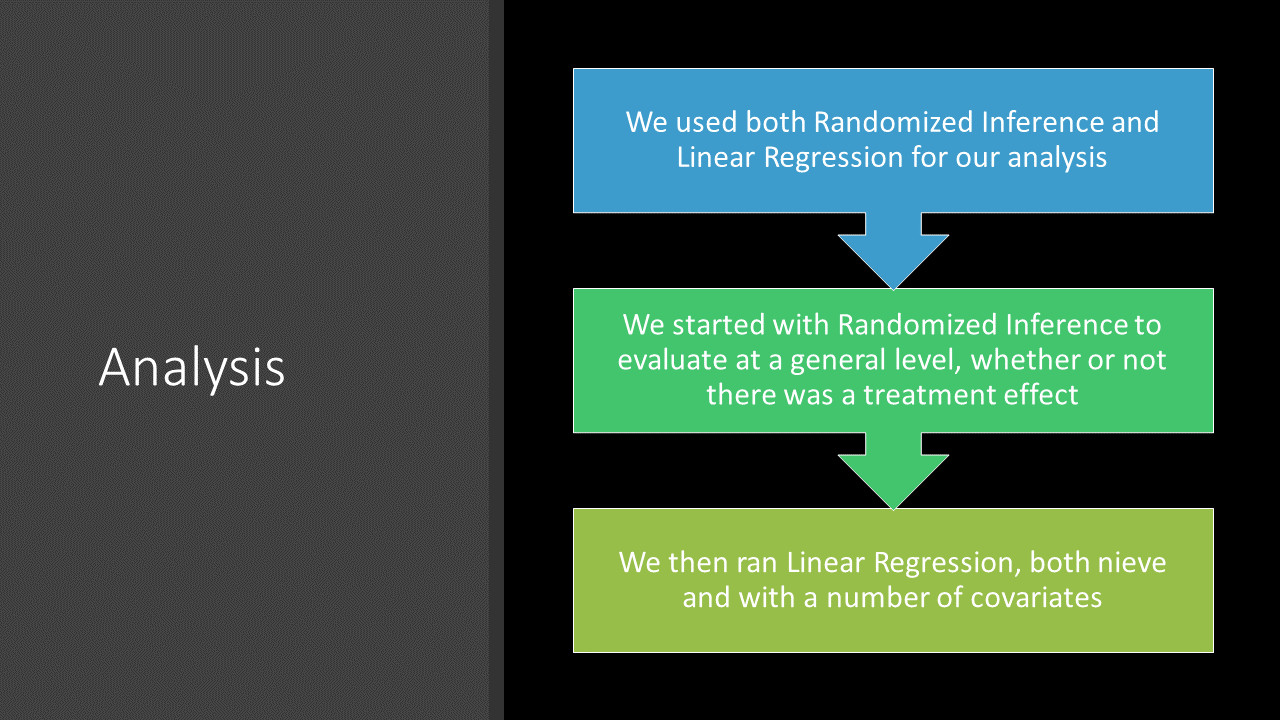 Analysis
We used both Randomized Inference and
Linear Regression for our analysis
We started with Randomized Inference to
evaluate at a general level, whether or not
there was a treatment effect
We then ran Linear Regression, both nieve
and with a number of covariates